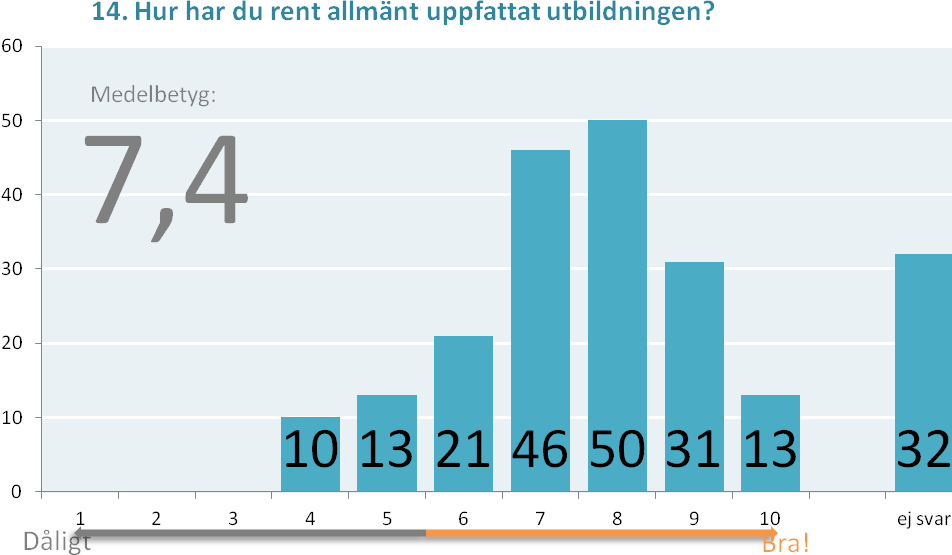 14. Hur har du rent allmänt uppfattat utbildningen?
60
Medelbetyg:
50
7,4
40
30
20
10
0
10 13 21 46 50 31 13 32
1 2 3 4 5 6 7 8 9 10 ej svar
Dåligt Bra!